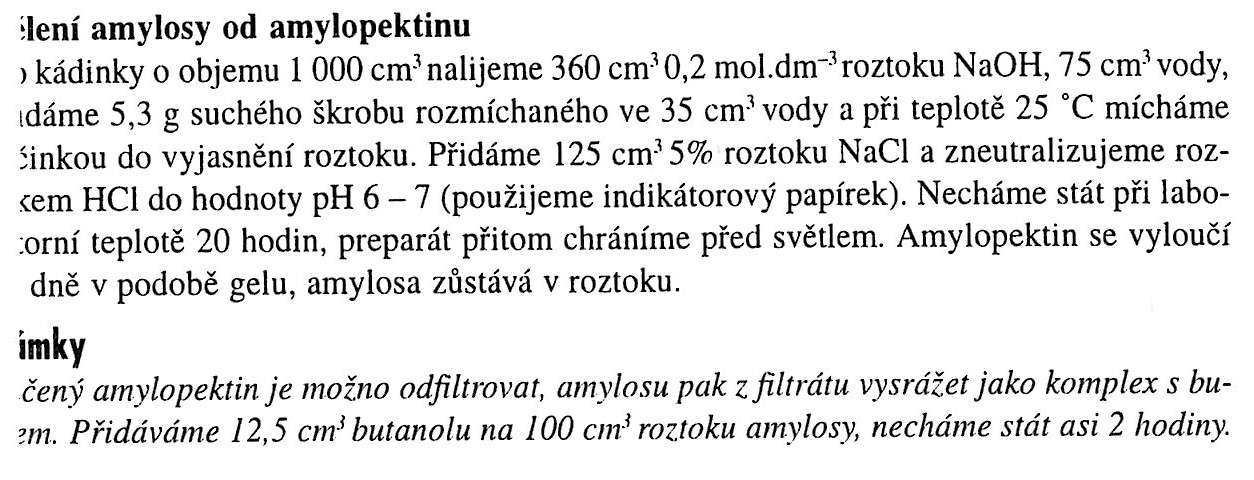 lení amylosy od amylopektinu
kádinky o objemu 1 000 cm³ nalijeme 360 cm³ 0,2 mol.dm⁻³ roztoku NaOH, 75 cm³ vody,
dáme 5,3 g suchého škrobu rozmíchaného ve 35 cm³ vody a při teplotě 25 °C mícháme
inkou do vyjasnění roztoku. Přidáme 125 cm³ 5% roztoku NaCl a zneutralizujeme roz-
kem HCl do hodnoty pH 6 – 7 (použijeme indikátorový papírek). Necháme stát při labo-
orní teplotě 20 hodin, preparát přitom chráníme před světlem. Amylopektin se vyloučí
dně v podobě gelu, amylosa zůstává v roztoku.
ímky
čený amylopektin je možno odfiltrovat, amylosu pak z filtrátu vysrážet jako komplex s bu-
em. Přidáváme 12,5 cm³ butanolu na 100 cm³ roztoku amylosy, necháme stát asi 2 hodiny.